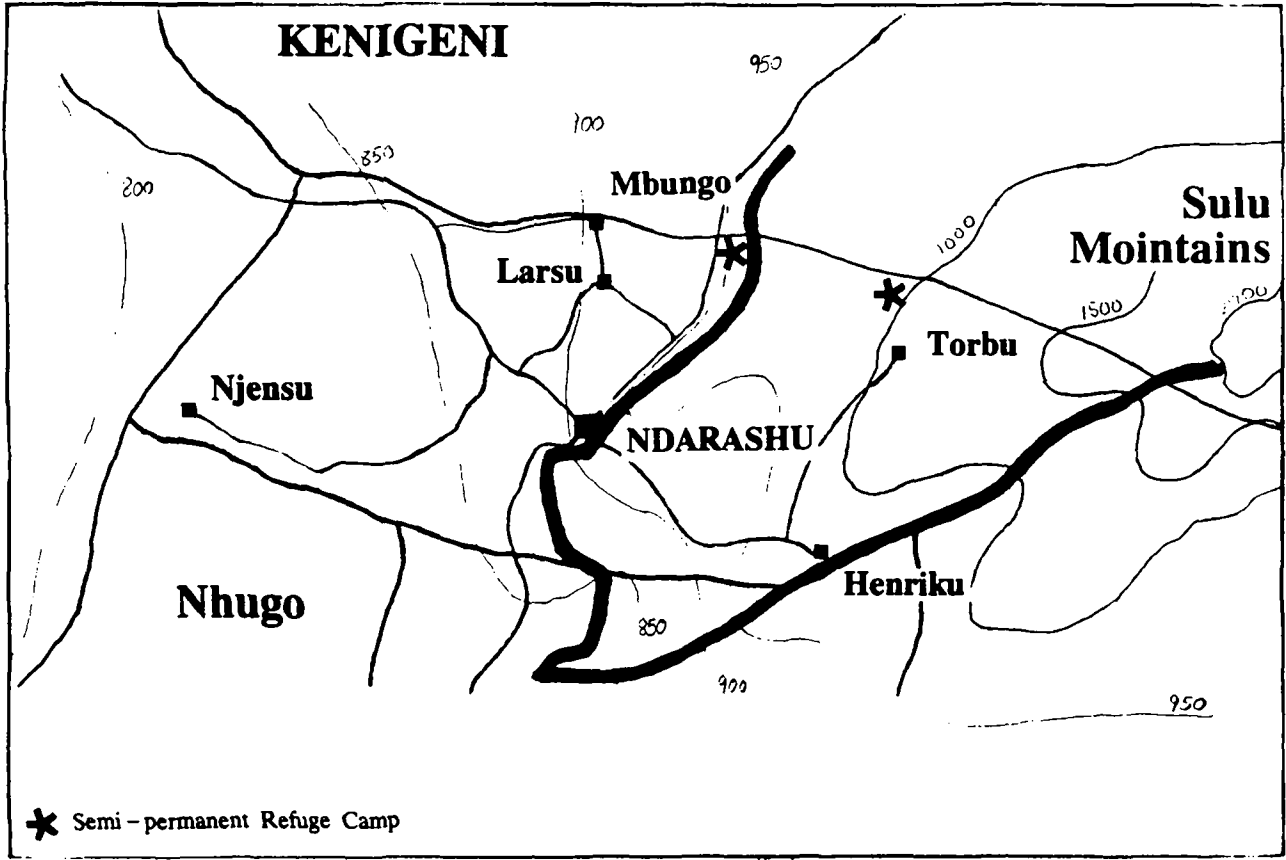 KENIGENI
950
100
850
200
Mbungo
Sulu
Mointains
1000
Larsu
1500
Torbu
Njensu
NDARASHU
Henriku
Nhugo
850
900
950
Semi-permanent Refuge Camp